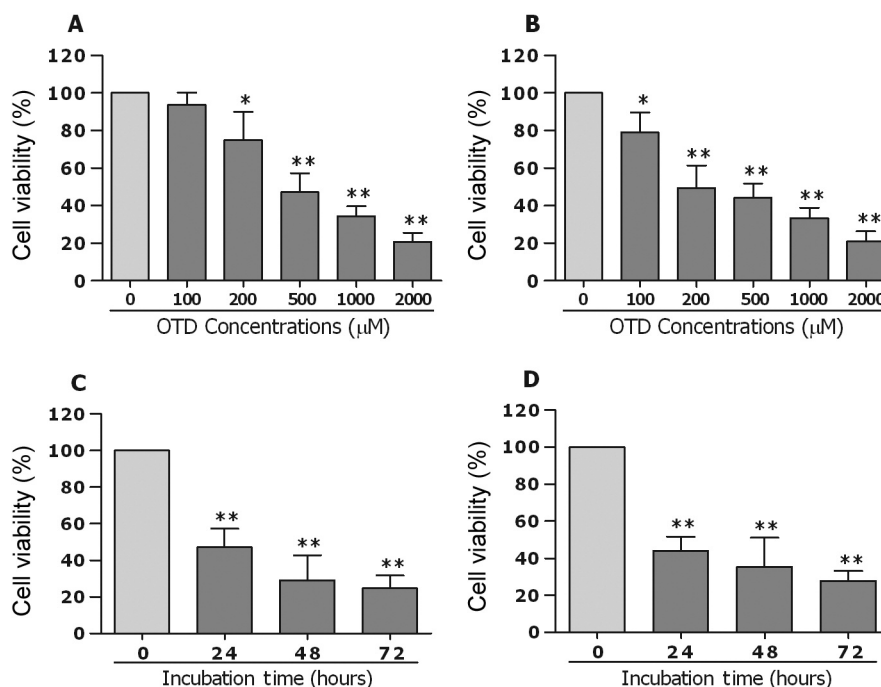 A
Cell viability (%)
120
100
80
60
40
20
0
*
**
**
**
0 100 200 500 1000 2000
OTD Concentrations (μM)
B
Cell viability (%)
120
100
80
60
40
20
0
*
**
**
**
**
0 100 200 500 1000 2000
OTD Concentrations (μM)
C
Cell viability (%)
120
100
80
60
40
20
0
**
**
**
0 24 48 72
Incubation time (hours)
D
Cell viability (%)
120
100
80
60
40
20
0
**
**
**
0 24 48 72
Incubation time (hours)